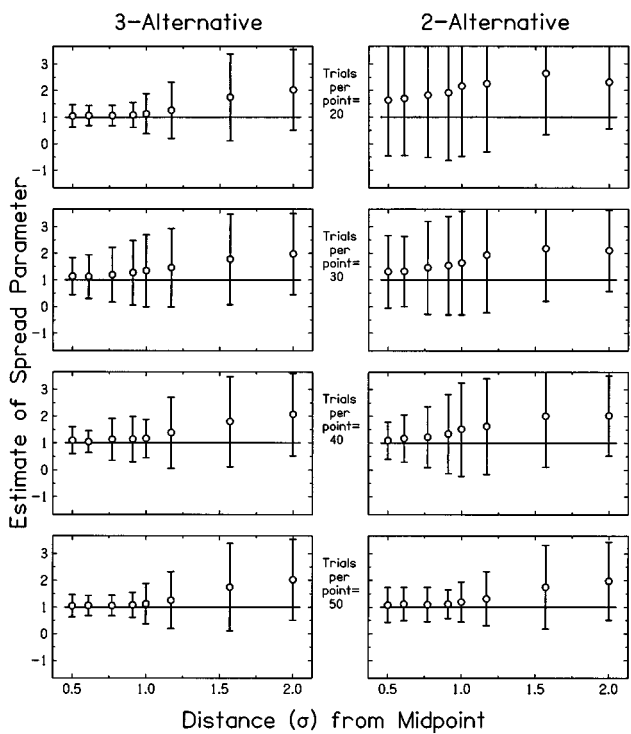 3-Alternative
2-Alternative
Estimate of Spread Parameter
3
2
1
0
-1
Trials
per
point=
20
3
2
1
0
-1
Trials
per
point=
30
3
2
1
0
-1
Trials
per
point=
40
3
2
1
0
-1
Trials
per
point=
50
0.5 1.0 1.5 2.0
0.5 1.0 1.5 2.0
Distance (σ) from Midpoint